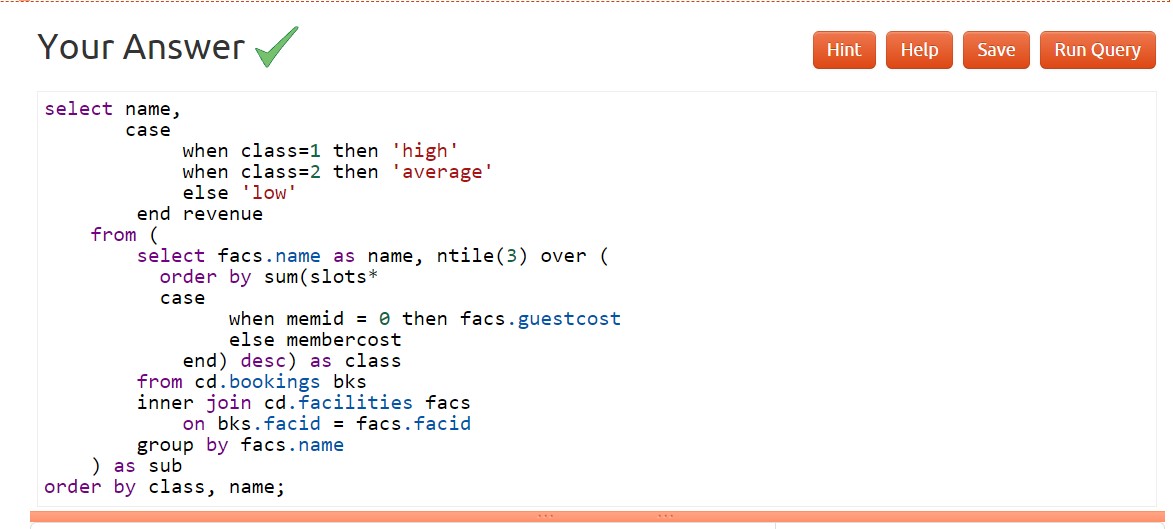 Your Answer
Hint Help Save Run Query
select name,
case
when class=1 then 'high'
when class=2 then 'average'
else 'low'
end revenue
from (
select facs.name as name, ntile(3) over (
order by sum(slots*
case
when memid = 0 then facs.guestcost
else membercost
end) desc) as class
from cd.bookings bks
inner join cd.facilities facs
on bks.facid = facs.facid
group by facs.name
) as sub
order by class, name;